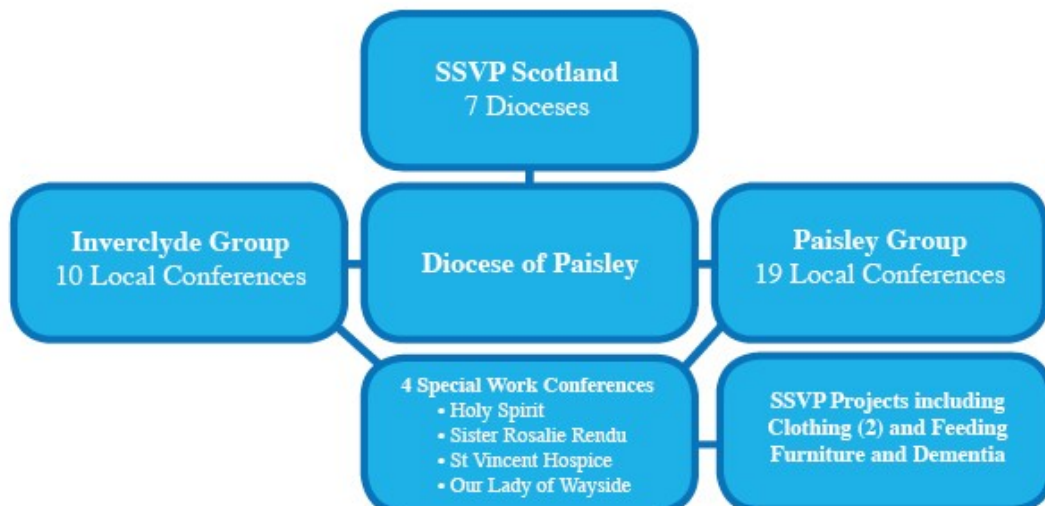 SSVP Scotland
7 Dioceses
Inverclyde Group
10 Local Conferences
Diocese of Paisley
Paisley Group
19 Local Conferences
4 Special Work Conferences
• Holy Spirit
• Sister Rosalie Rendu
• St Vincent Hospice
• Our Lady of Wayside
SSVP Projects including
Clothing (2) and Feeding
Furniture and Dementia